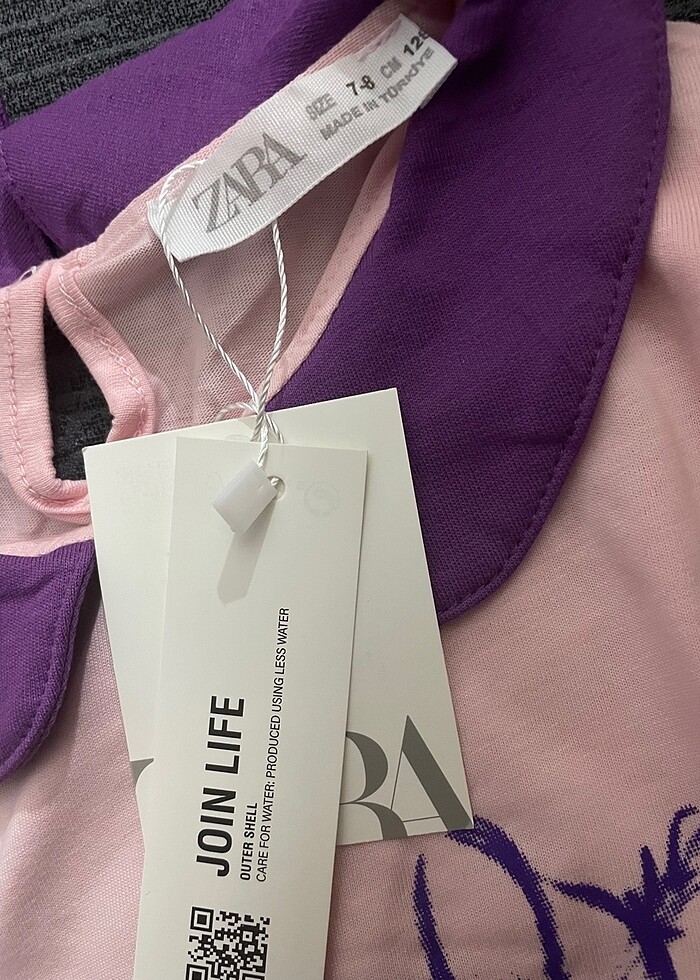 ZARA
SIZE 7-8 CM 128
MADE IN TÜRKİYE
JOIN LIFE
OUTER SHELL
CARE FOR WATER: PRODUCED USING LESS WATER
RA